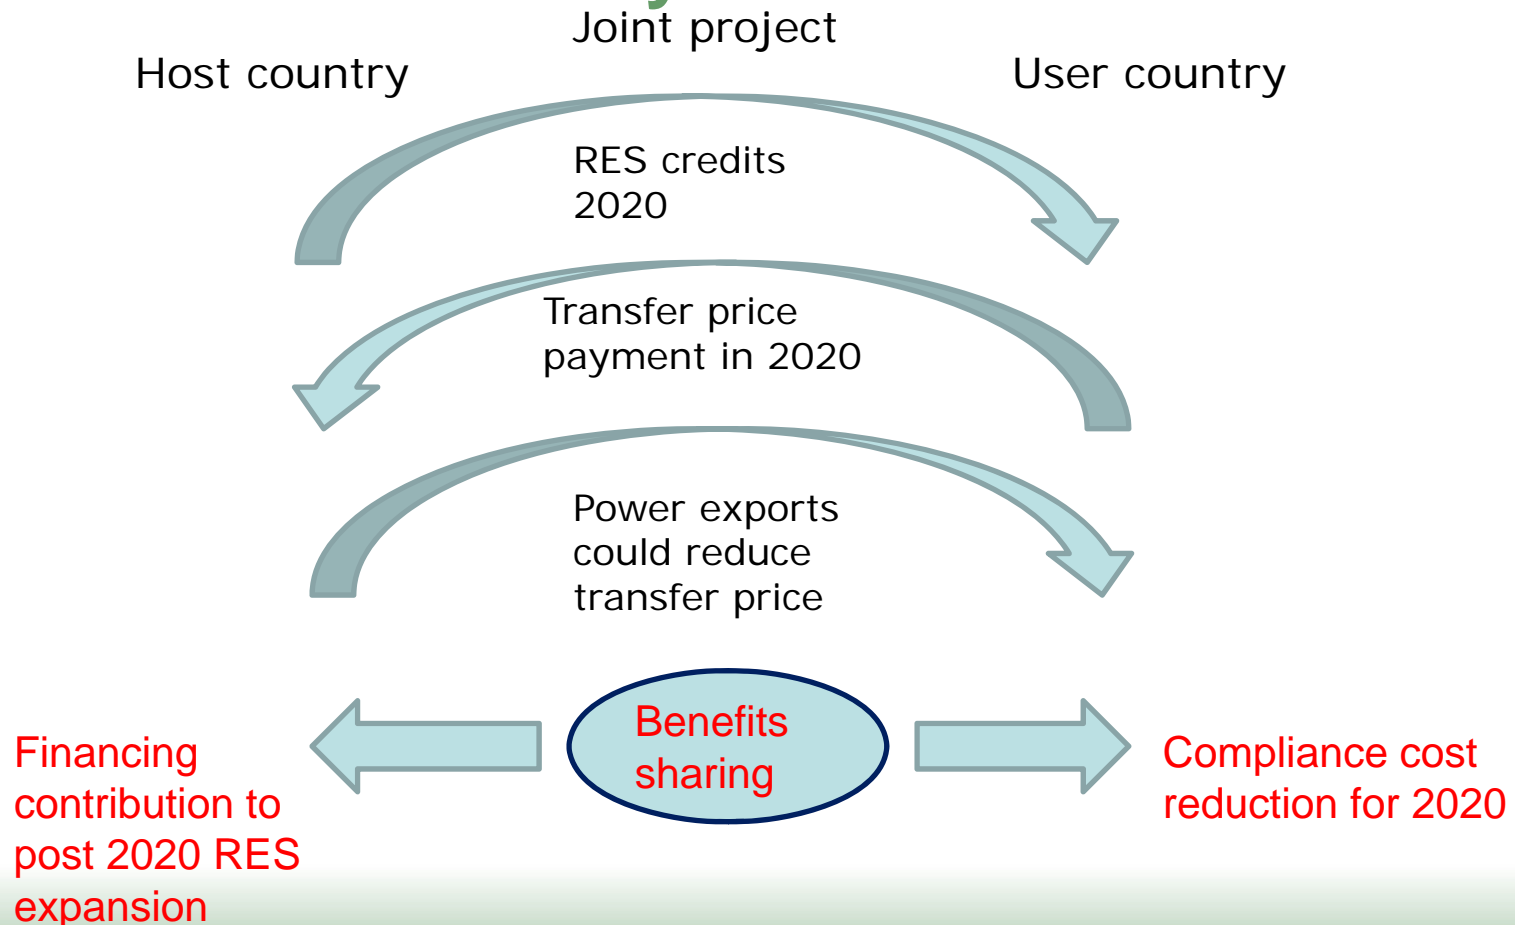 Joint project
Host country
User country
RES credits
2020
Transfer price
payment in 2020
Power exports
could reduce
transfer price
Benefits
sharing
Financing
contribution to
post 2020 RES
expansion
Compliance cost
reduction for 2020